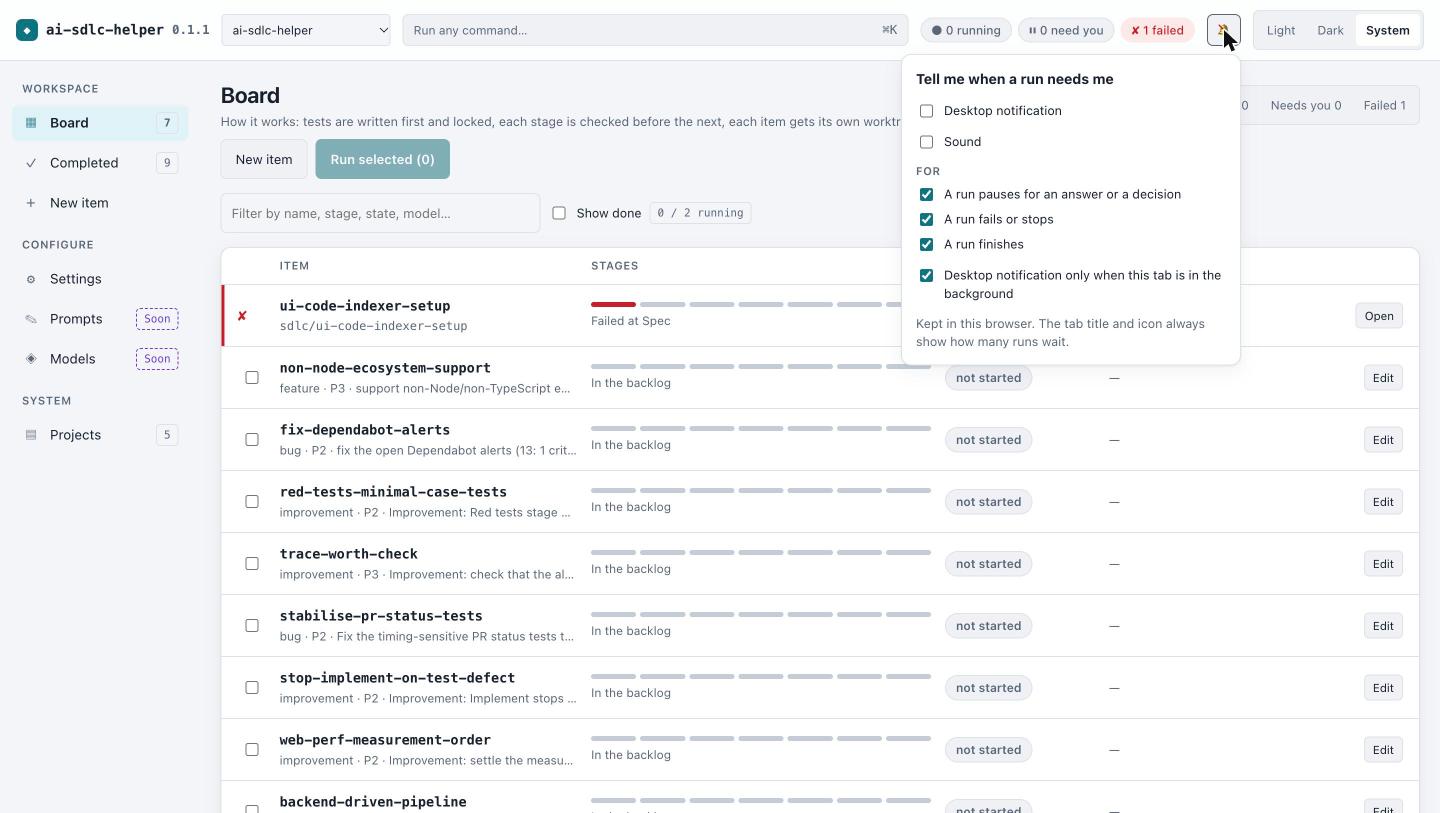 ai-sdlc-helper 0.1.1
ai-sdlc-helper
Run any command... ⌘K
0 running
0 need you
✘ 1 failed
Light
Dark
System
WORKSPACE
Board 7
Completed 9
New item
CONFIGURE
Settings
Prompts Soon
Models Soon
SYSTEM
Projects 5
Board
How it works: tests are written first and locked, each stage is checked before the next, each item gets its own
0 Needs you 0 Failed 1
New item
Run selected (0)
Filter by name, stage, state, model...
Show done
0 / 2 running
Tell me when a run needs me
Desktop notification
Sound
FOR
A run pauses for an answer or a decision
A run fails or stops
A run finishes
Desktop notification only when this tab is in the
background
Kept in this browser. The tab title and icon always
show how many runs wait.
ITEM STAGES
✘ ui-code-indexer-setup
sdlc/ui-code-indexer-setup
Failed at Spec
Open
non-node-ecosystem-support
feature · P3 · support non-Node/non-TypeScript e...
In the backlog
not started — Edit
fix-dependabot-alerts
bug · P2 · fix the open Dependabot alerts (13: 1 crit...
In the backlog
not started — Edit
red-tests-minimal-case-tests
improvement · P2 · Improvement: Red tests stage ...
In the backlog
not started — Edit
trace-worth-check
improvement · P3 · Improvement: check that the al...
In the backlog
not started — Edit
stabilise-pr-status-tests
bug · P2 · Fix the timing-sensitive PR status tests t...
In the backlog
not started — Edit
stop-implement-on-test-defect
improvement · P2 · Improvement: Implement stops ...
In the backlog
not started — Edit
web-perf-measurement-order
improvement · P2 · Improvement: settle the measu...
In the backlog
not started — Edit
backend-driven-pipeline
not started — Edit